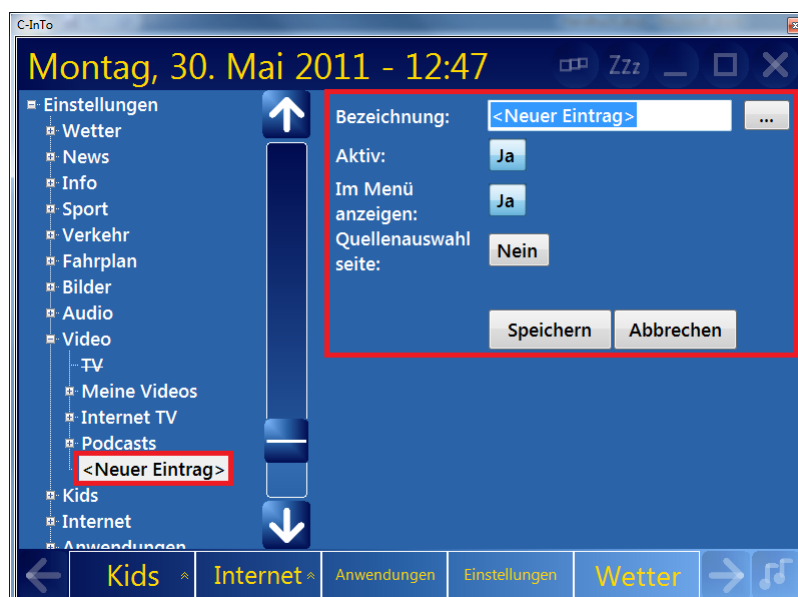 C-InTo
Montag, 30. Mai 2011 - 12:47
Zzz
Einstellungen
Wetter
News
Info
Sport
Verkehr
Fahrplan
Bilder
Audio
Video
TV
Meine Videos
Internet TV
Podcasts
<Neuer Eintrag>
Kids
Internet
Anwendungen
Bezeichnung:
<Neuer Eintrag>
...
Aktiv:
Ja
Im Menü
anzeigen:
Ja
Quellenauswahl
seite:
Nein
Speichern
Abbrechen
Kids
Internet
Anwendungen
Einstellungen
Wetter